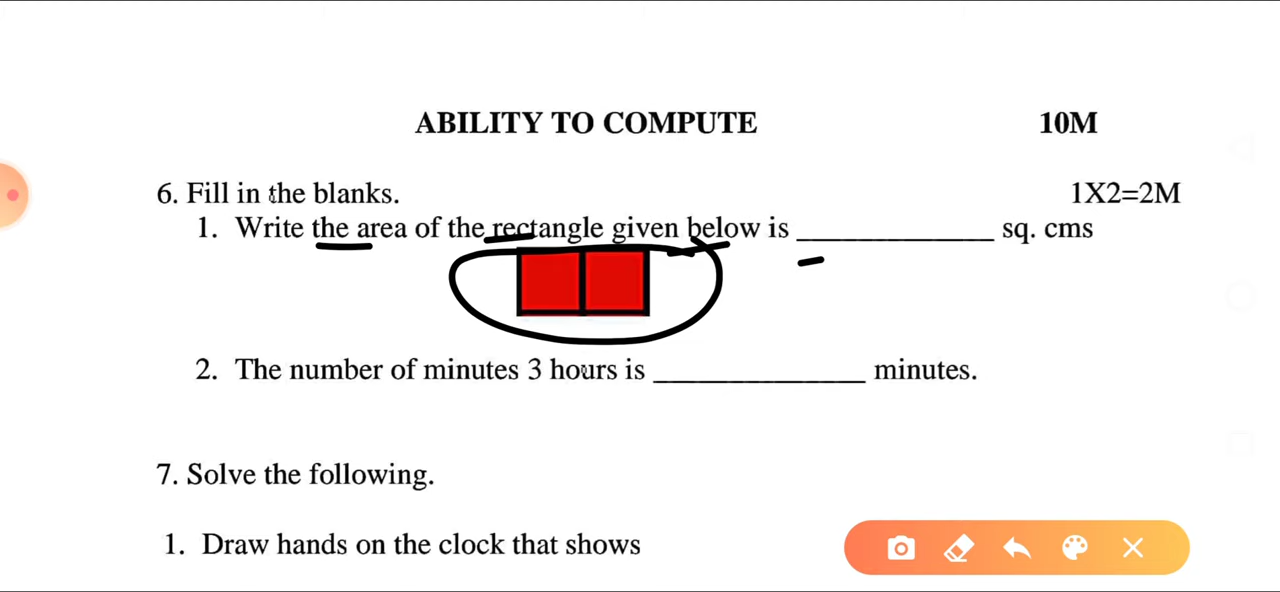 ABILITY TO COMPUTE 10M
6. Fill in the blanks. 1X2=2M
1. Write the area of the rectangle given below is ______________ sq. cms
2. The number of minutes 3 hours is _______________ minutes.
7. Solve the following.
1. Draw hands on the clock that shows